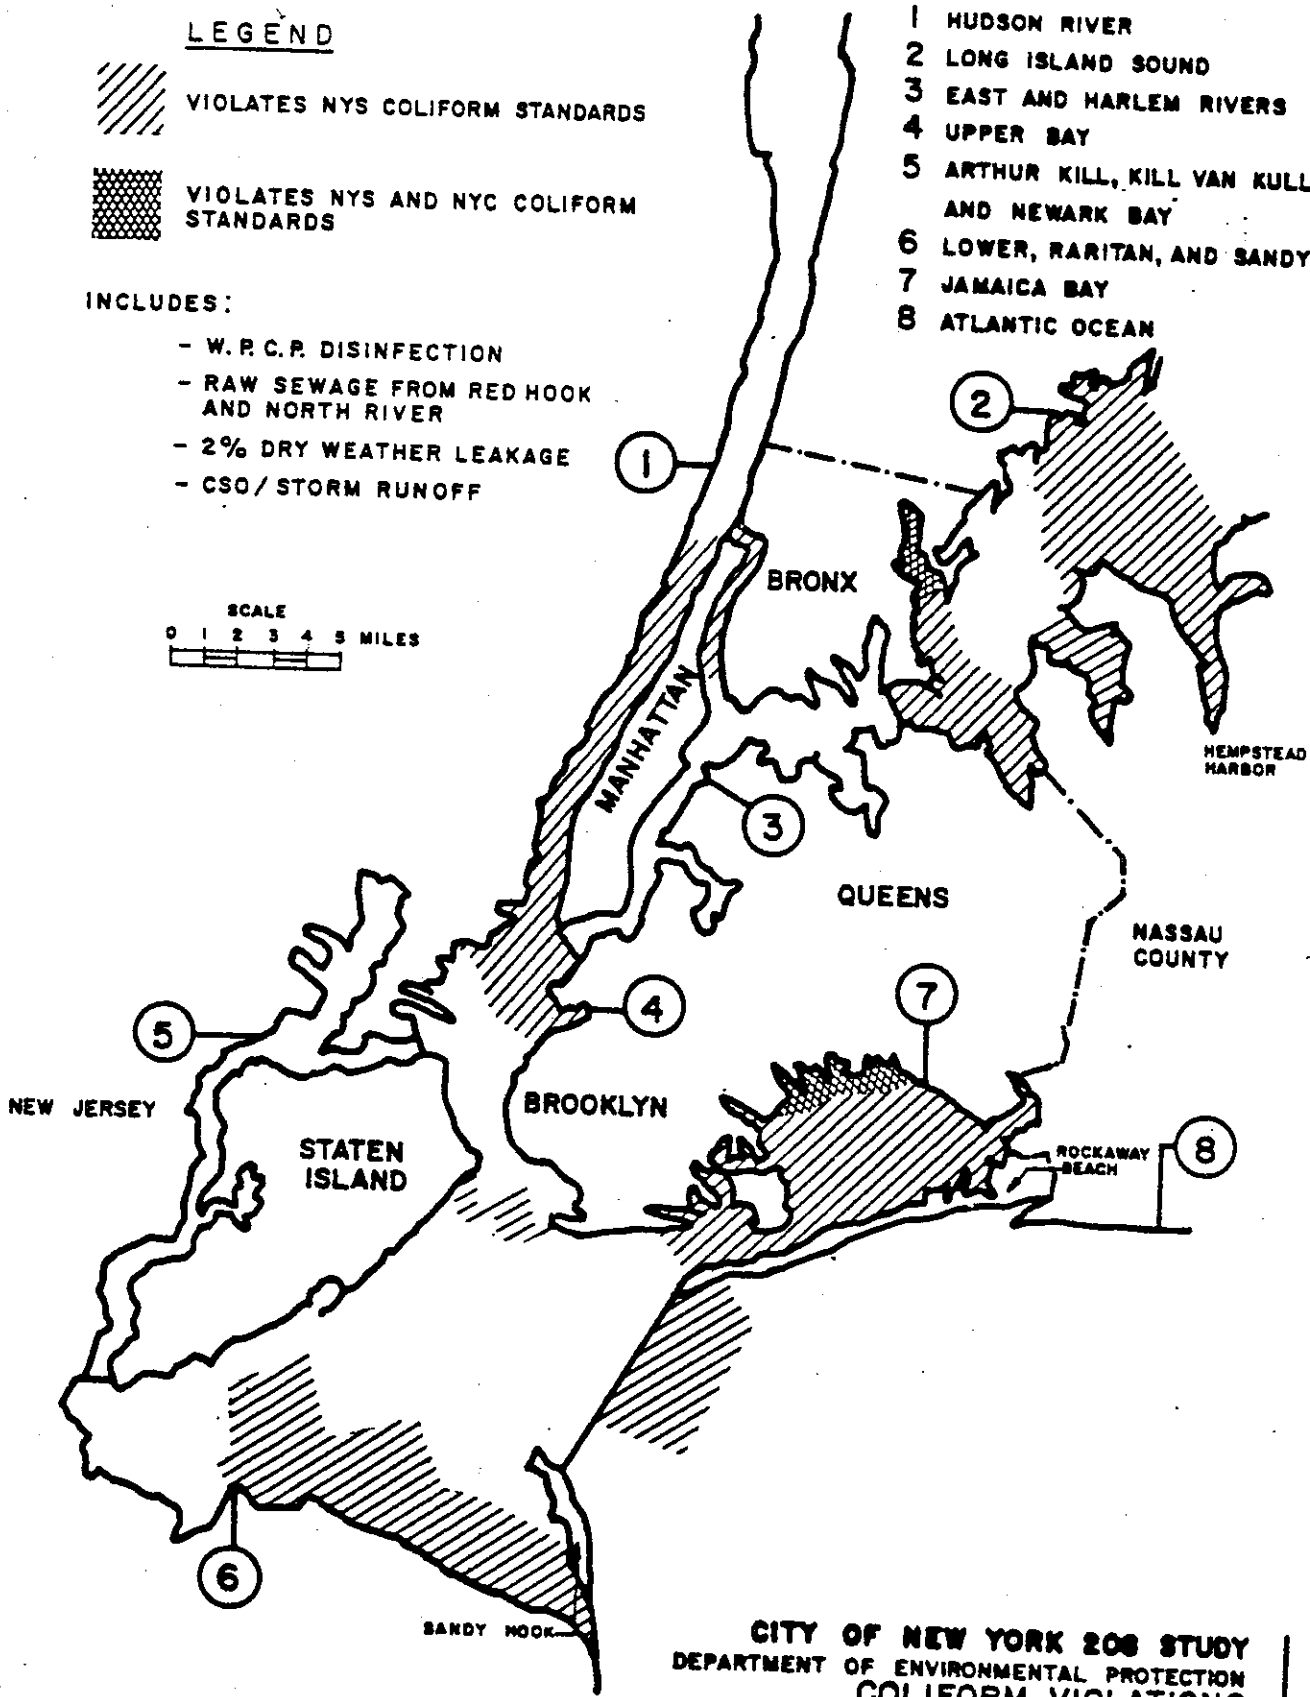 LEGEND
VIOLATES NYS COLIFORM STANDARDS
VIOLATES NYS AND NYC COLIFORM
STANDARDS
INCLUDES:
- W.P.C.P. DISINFECTION
- RAW SEWAGE FROM RED HOOK
AND NORTH RIVER
- 2% DRY WEATHER LEAKAGE
- CSO/STORM RUNOFF
SCALE
0 1 2 3 4 5 MILES
1 HUDSON RIVER
2 LONG ISLAND SOUND
3 EAST AND HARLEM RIVERS
4 UPPER BAY
5 ARTHUR KILL, KILL VAN KULL
AND NEWARK BAY
6 LOWER, RARITAN, AND SANDY
7 JAMAICA BAY
8 ATLANTIC OCEAN
2
1
BRONX
MANHATTAN
HEMPSTEAD
HARBOR
3
QUEENS
NASSAU
COUNTY
7
4
5
NEW JERSEY
BROOKLYN
STATEN
ISLAND
ROCKAWAY
BEACH
8
6
SANDY HOOK
CITY OF NEW YORK 208 STUDY
DEPARTMENT OF ENVIRONMENTAL PROTECTION
COLIFORM VIOLATIONS